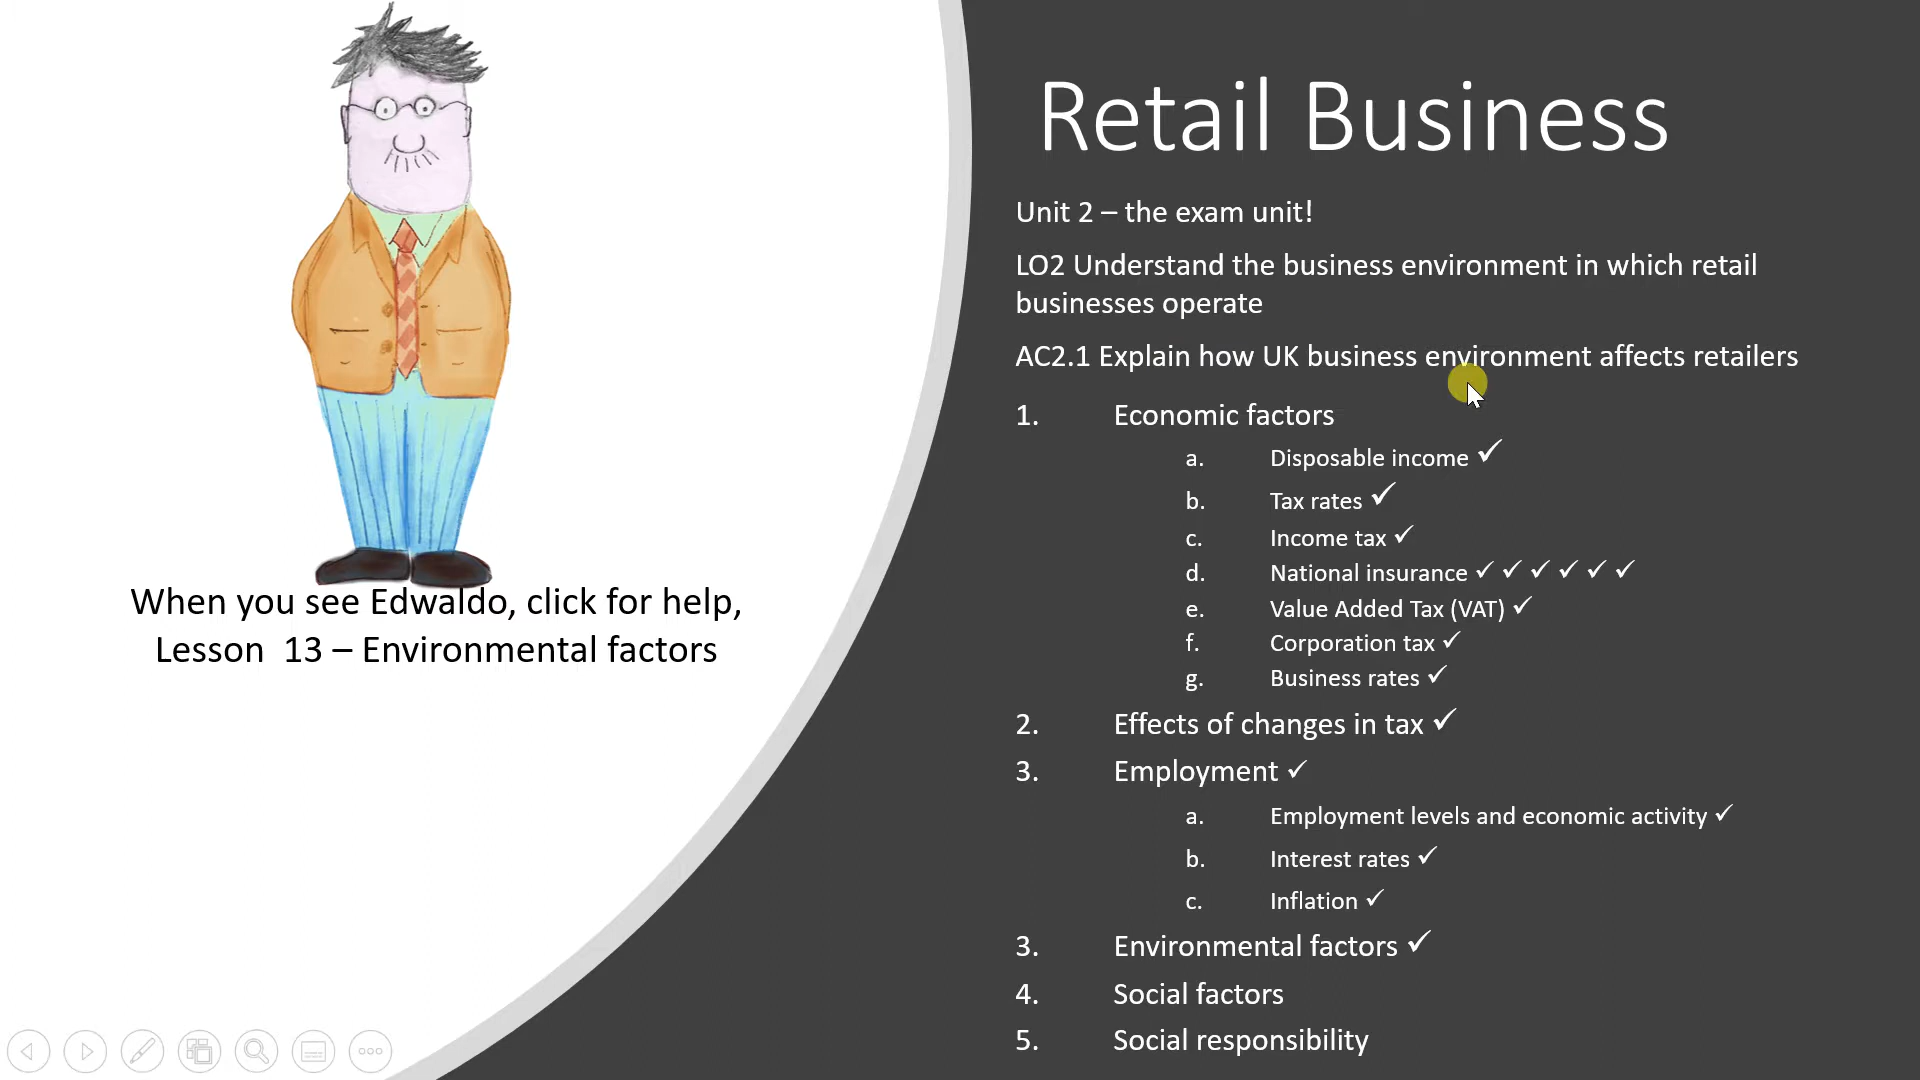 Retail Business
Unit 2 – the exam unit!
LO2 Understand the business environment in which retail
businesses operate
AC2.1 Explain how UK business environment affects retailers
1. Economic factors
a. Disposable income ✓
b. Tax rates ✓
c. Income tax ✓
d. National insurance ✓ ✓ ✓ ✓ ✓ ✓
e. Value Added Tax (VAT) ✓
f. Corporation tax ✓
g. Business rates ✓
2. Effects of changes in tax ✓
3. Employment ✓
a. Employment levels and economic activity ✓
b. Interest rates ✓
c. Inflation ✓
3. Environmental factors ✓
4. Social factors
5. Social responsibility
When you see Edwaldo, click for help,
Lesson 13 – Environmental factors